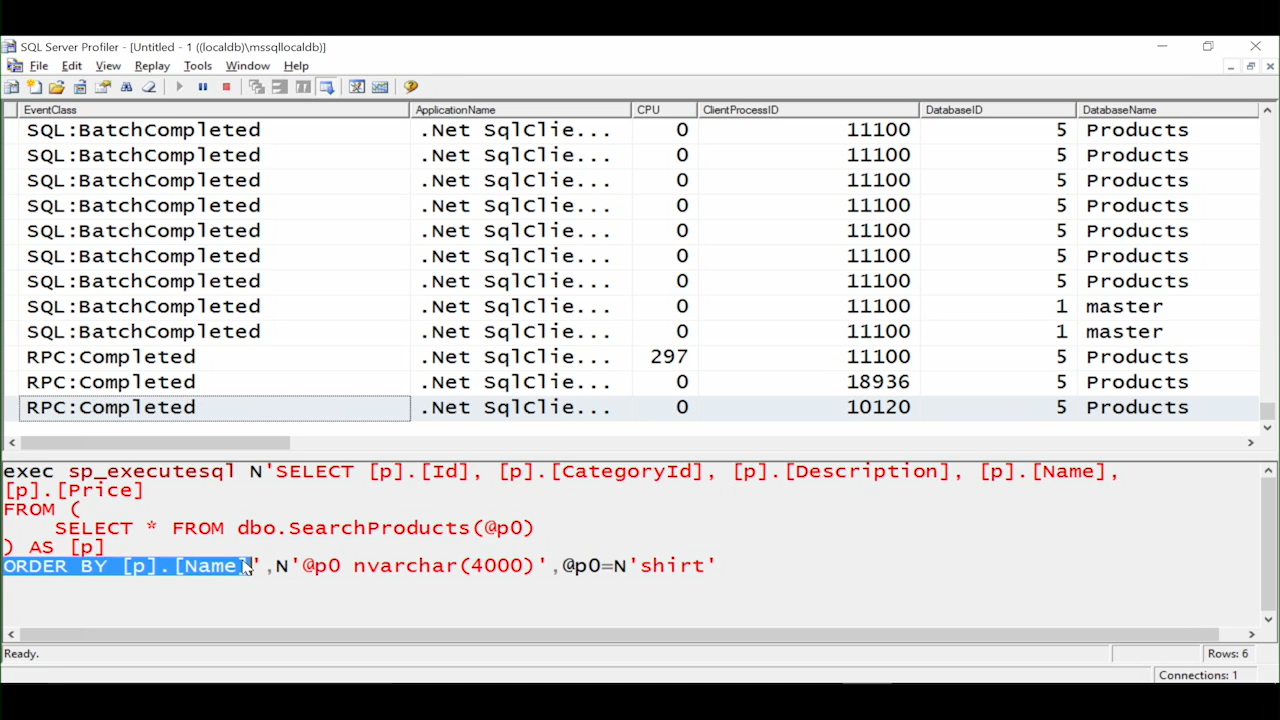 SQL Server Profiler - [Untitled - 1 ((localdb)\mssqllocaldb)]
File Edit View Replay Tools Window Help
EventClass ApplicationName CPU ClientProcessID DatabaseID DatabaseName
SQL:BatchCompleted .Net SqlClie... 0 11100 5 Products
SQL:BatchCompleted .Net SqlClie... 0 11100 5 Products
SQL:BatchCompleted .Net SqlClie... 0 11100 5 Products
SQL:BatchCompleted .Net SqlClie... 0 11100 5 Products
SQL:BatchCompleted .Net SqlClie... 0 11100 5 Products
SQL:BatchCompleted .Net SqlClie... 0 11100 5 Products
SQL:BatchCompleted .Net SqlClie... 0 11100 5 Products
SQL:BatchCompleted .Net SqlClie... 0 11100 1 master
SQL:BatchCompleted .Net SqlClie... 0 11100 1 master
RPC:Completed .Net SqlClie... 297 11100 5 Products
RPC:Completed .Net SqlClie... 0 18936 5 Products
RPC:Completed .Net SqlClie... 0 10120 5 Products
exec sp_executesql N'SELECT [p].[Id], [p].[CategoryId], [p].[Description], [p].[Name],
[p].[Price]
FROM (
SELECT * FROM dbo.SearchProducts(@p0)
) AS [p]
ORDER BY [p].[Name]',N'@p0 nvarchar(4000)',@p0=N'shirt'
Ready. Rows: 6
Connections: 1